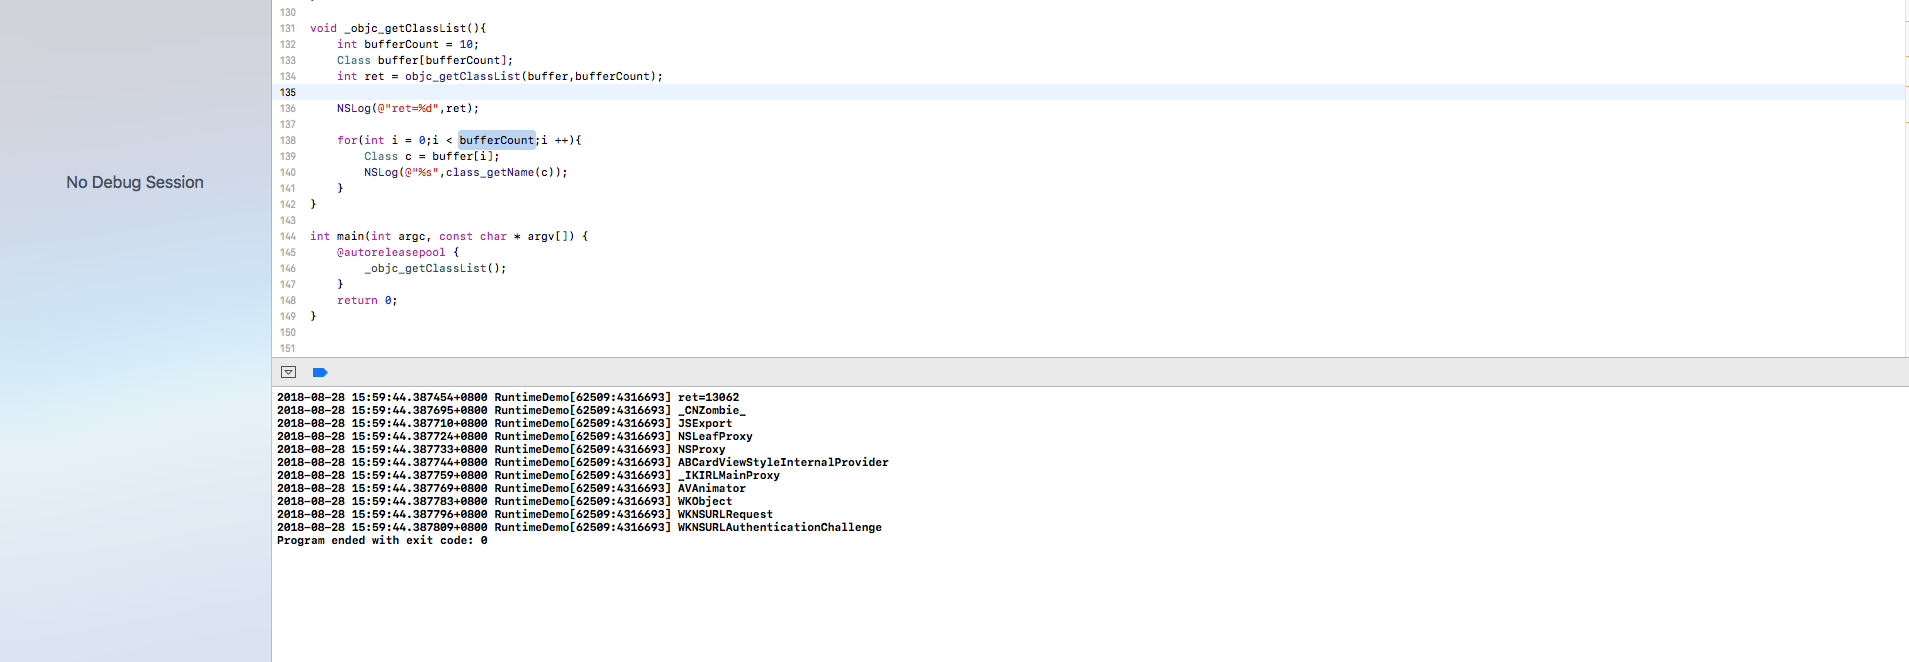 No Debug Session
130
131 void _objc_getClassList(){
132     int bufferCount = 10;
133     Class buffer[bufferCount];
134     int ret = objc_getClassList(buffer,bufferCount);
135
136     NSLog(@"ret=%d",ret);
137
138     for(int i = 0;i < bufferCount;i ++){
139         Class c = buffer[i];
140         NSLog(@"%s",class_getName(c));
141     }
142 }
143
144 int main(int argc, const char * argv[]) {
145     @autoreleasepool {
146         _objc_getClassList();
147     }
148     return 0;
149 }
150
151
2018-08-28 15:59:44.387454+0800 RuntimeDemo[62509:4316693] ret=13062
2018-08-28 15:59:44.387695+0800 RuntimeDemo[62509:4316693] _CNZombie_
2018-08-28 15:59:44.387710+0800 RuntimeDemo[62509:4316693] JSExport
2018-08-28 15:59:44.387724+0800 RuntimeDemo[62509:4316693] NSLeafProxy
2018-08-28 15:59:44.387733+0800 RuntimeDemo[62509:4316693] NSProxy
2018-08-28 15:59:44.387744+0800 RuntimeDemo[62509:4316693] ABCardViewStyleInternalProvider
2018-08-28 15:59:44.387759+0800 RuntimeDemo[62509:4316693] _IKIRLMainProxy
2018-08-28 15:59:44.387769+0800 RuntimeDemo[62509:4316693] AVAnimator
2018-08-28 15:59:44.387783+0800 RuntimeDemo[62509:4316693] WKObject
2018-08-28 15:59:44.387796+0800 RuntimeDemo[62509:4316693] WKNSURLRequest
2018-08-28 15:59:44.387809+0800 RuntimeDemo[62509:4316693] WKNSURLAuthenticationChallenge
Program ended with exit code: 0